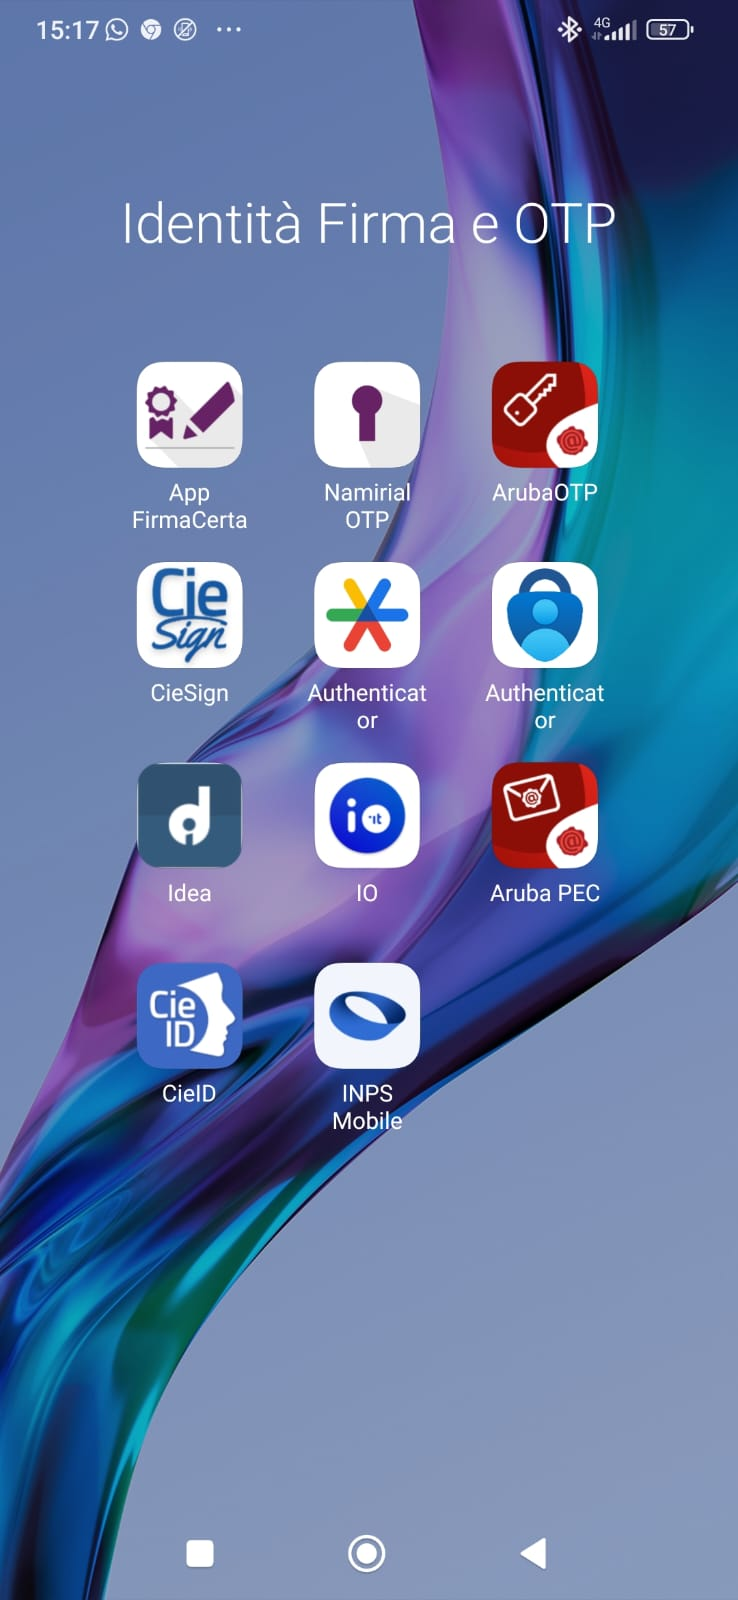 15:17
4G
57
Identità Firma e OTP
App
FirmaCerta
Namirial
OTP
ArubaOTP
Cie
Sign
CieSign
Authenticat
or
Authenticat
or
Idea
io
it
IO
@
Aruba PEC
Cie
ID
CieID
INPS
Mobile